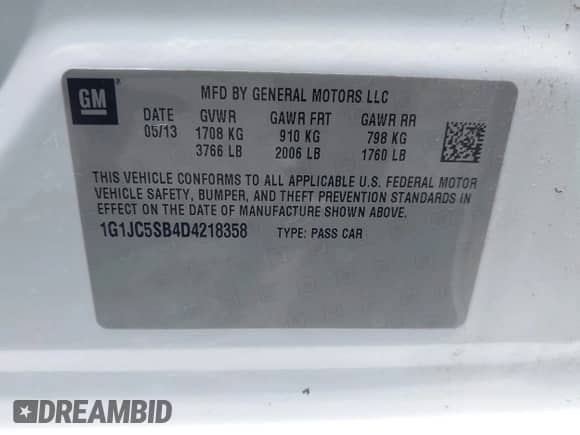 GM
MFD BY GENERAL MOTORS LLC
DATE GVWR GAWR FRT GAWR RR
05/13 1708 KG 910 KG 798 KG
3766 LB 2006 LB 1760 LB
THIS VEHICLE CONFORMS TO ALL APPLICABLE U.S. FEDERAL MOTOR
VEHICLE SAFETY, BUMPER, AND THEFT PREVENTION STANDARDS IN
EFFECT ON THE DATE OF MANUFACTURE SHOWN ABOVE.
1G1JC5SB4D4218358 TYPE: PASS CAR
DREAMBID